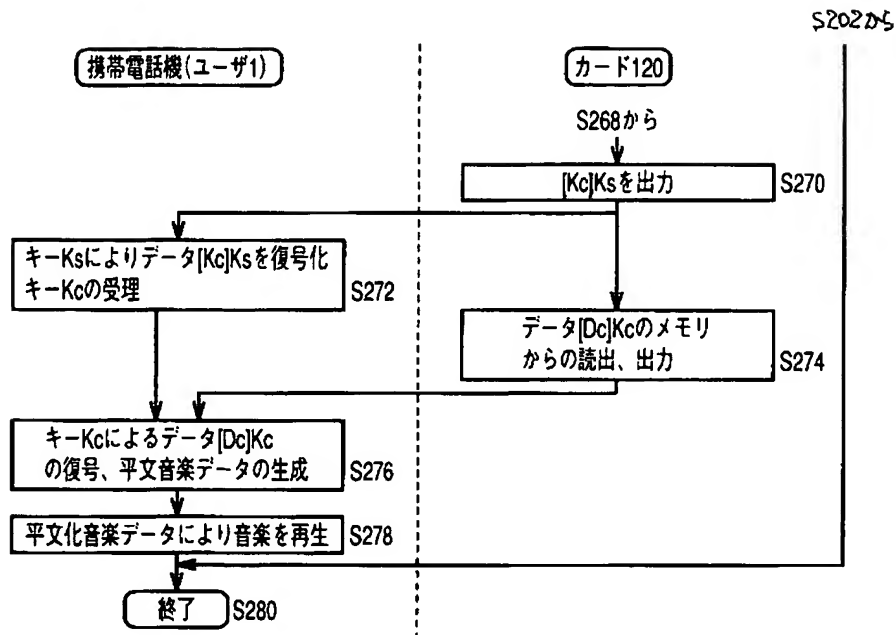 S202から
携帯電話機(ユーザ1)
カード120
S268から
[Kc]Ksを出力
S270
キーKsによりデータ[Kc]Ksを復号化
キーKcの受理
S272
データ[Dc]Kcのメモリ
からの読出、出力
S274
キーKcによるデータ[Dc]Kc
の復号、平文音楽データの生成
S276
平文化音楽データにより音楽を再生
S278
終了
S280